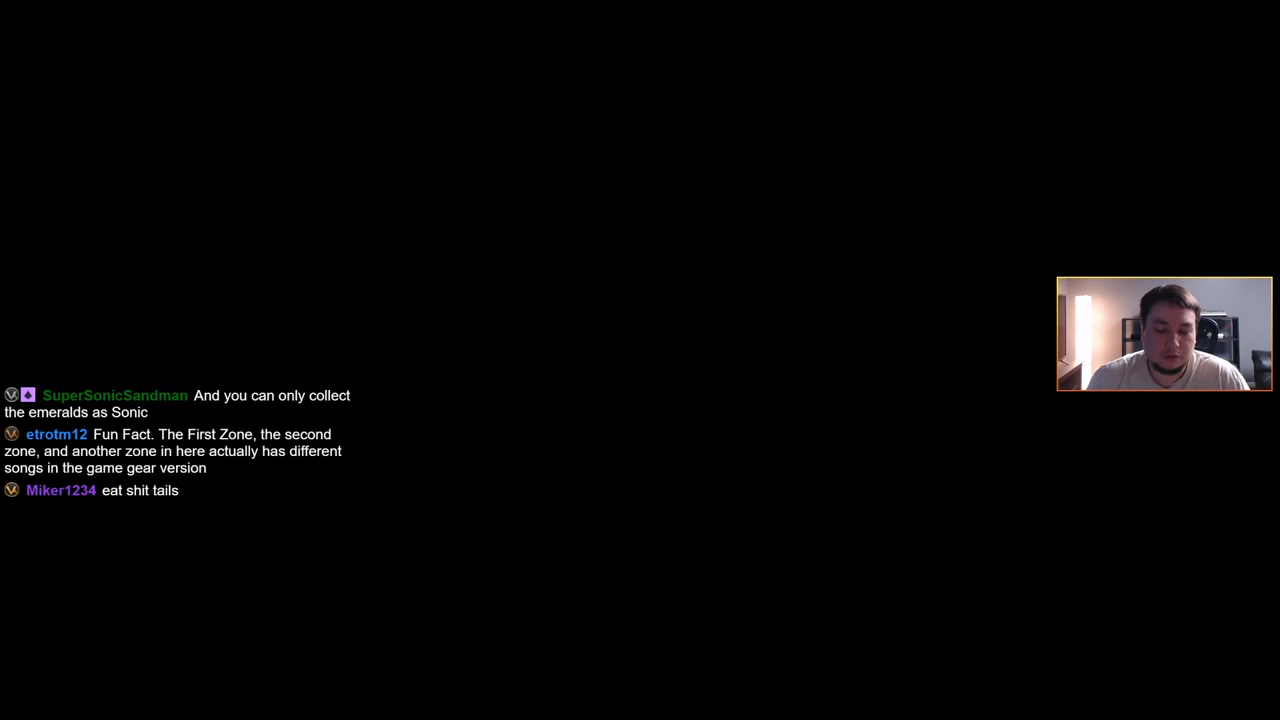 SuperSonicSandman And you can only collect
the emeralds as Sonic
etrotm12 Fun Fact. The First Zone, the second
zone, and another zone in here actually has different
songs in the game gear version
Miker1234 eat shit tails